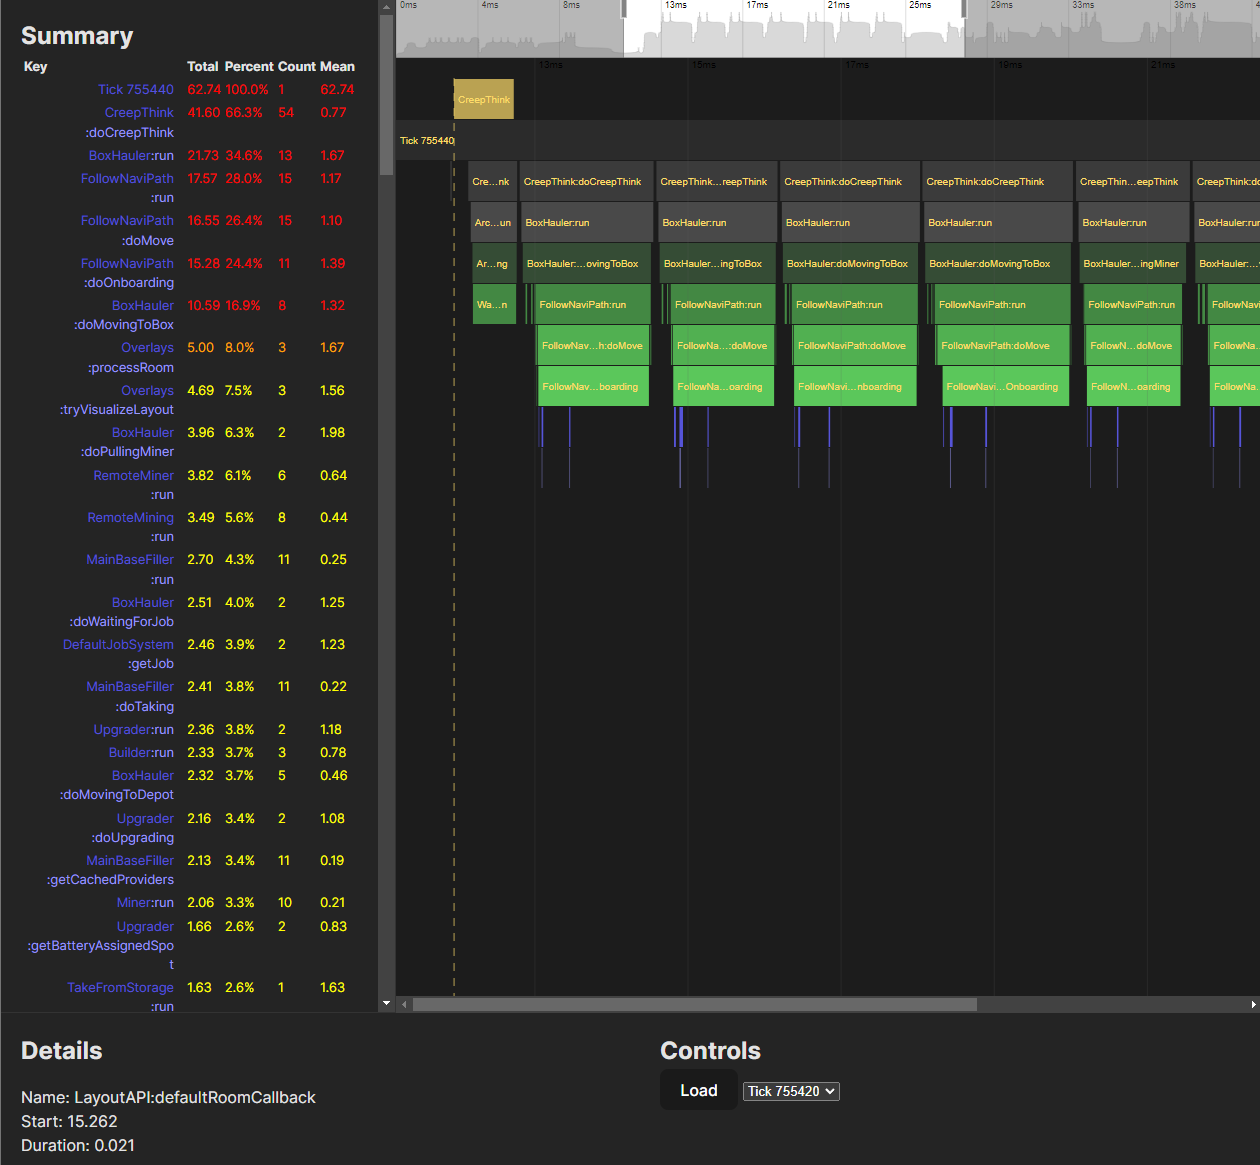 Summary
Key Total Percent Count Mean
Tick 755440 62.74 100.0% 1 62.74
CreepThink 41.60 66.3% 54 0.77
:doCreepThink
BoxHauler:run 21.73 34.6% 13 1.67
FollowNaviPath 17.57 28.0% 15 1.17
:run
FollowNaviPath 16.55 26.4% 15 1.10
:doMove
FollowNaviPath 15.28 24.4% 11 1.39
:doOnboarding
BoxHauler 10.59 16.9% 8 1.32
:doMovingToBox
Overlays 5.00 8.0% 3 1.67
:processRoom
Overlays 4.69 7.5% 3 1.56
:tryVisualizeLayout
BoxHauler 3.96 6.3% 2 1.98
:doPullingMiner
RemoteMiner 3.82 6.1% 6 0.64
:run
RemoteMining 3.49 5.6% 8 0.44
:run
MainBaseFiller 2.70 4.3% 11 0.25
:run
BoxHauler 2.51 4.0% 2 1.25
:doWaitingForJob
DefaultJobSystem 2.46 3.9% 2 1.23
:getJob
MainBaseFiller 2.41 3.8% 11 0.22
:doTaking
Upgrader:run 2.36 3.8% 2 1.18
Builder:run 2.33 3.7% 3 0.78
BoxHauler 2.32 3.7% 5 0.46
:doMovingToDepot
Upgrader 2.16 3.4% 2 1.08
:doUpgrading
MainBaseFiller 2.13 3.4% 11 0.19
:getCachedProviders
Miner:run 2.06 3.3% 10 0.21
Upgrader 1.66 2.6% 2 0.83
:getBatteryAssignedSpo
t
TakeFromStorage 1.63 2.6% 1 1.63
:run
0ms 4ms 8ms 13ms 17ms 21ms 25ms 29ms 33ms 38ms 4
13ms 15ms 17ms 19ms 21ms
CreepThink
Tick 755440
Cre...nk CreepThink:doCreepThink CreepThink...reepThink CreepThink:doCreepThink CreepThink:doCreepThink CreepThin...eepThink CreepThink:do
Arc...un BoxHauler:run BoxHauler:run BoxHauler:run BoxHauler:run BoxHauler:run BoxHauler:run
Ar...ng BoxHauler:...ovingToBox BoxHauler...ingToBox BoxHauler:doMovingToBox BoxHauler:doMovingToBox BoxHauler...ingMiner BoxHauler:...
Wa...n FollowNaviPath:run FollowNaviPath:run FollowNaviPath:run FollowNaviPath:run FollowNaviPath:run FollowNavi
FollowNav...h:doMove FollowNa...:doMove FollowNaviPath:doMove FollowNaviPath:doMove FollowN...doMove FollowNa...
FollowNav...boarding FollowNa...oarding FollowNavi...nboarding FollowNavi...Onboarding FollowN...oarding FollowNa...
Details
Name: LayoutAPI:defaultRoomCallback
Start: 15.262
Duration: 0.021
Controls
Load Tick 755420